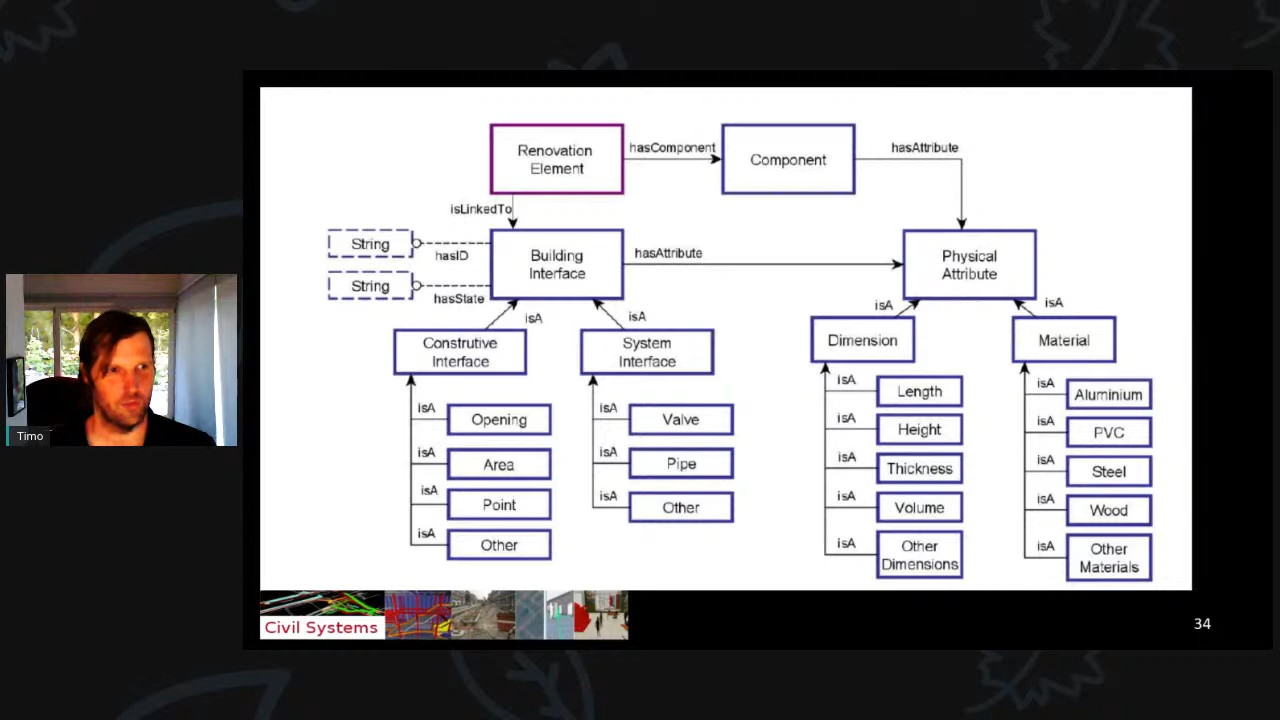 Renovation
Element
hasComponent
Component
hasAttribute
isLinkedTo
String
hasID
String
hasState
Building
Interface
hasAttribute
Physical
Attribute
isA
isA
isA
isA
Construtive
Interface
System
Interface
Dimension
Material
isA
Opening
isA
Area
isA
Point
isA
Other
isA
Valve
isA
Pipe
isA
Other
isA
Length
isA
Height
isA
Thickness
isA
Volume
isA
Other
Dimensions
isA
Aluminium
isA
PVC
isA
Steel
isA
Wood
isA
Other
Materials
Timo
Civil Systems
34